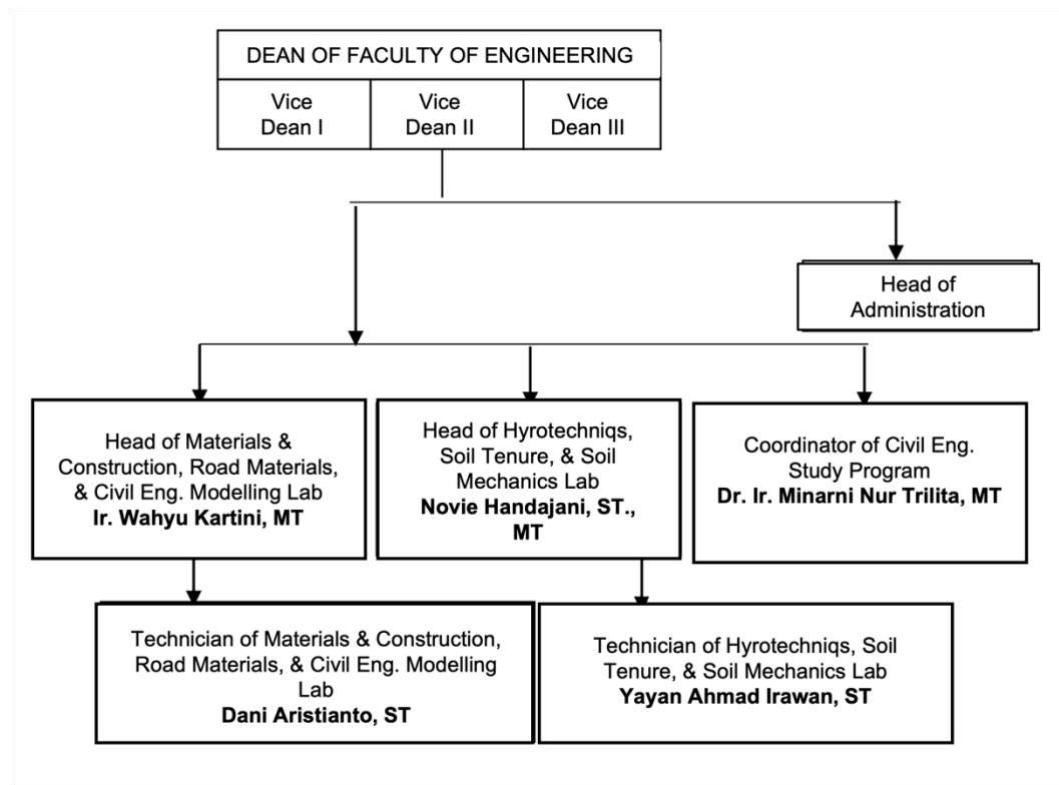 DEAN OF FACULTY OF ENGINEERING
Vice
Dean I
Vice
Dean II
Vice
Dean III
Head of
Administration
Head of Materials &
Construction, Road Materials,
& Civil Eng. Modelling Lab
Ir. Wahyu Kartini, MT
Head of Hyrotechniqs,
Soil Tenure, & Soil
Mechanics Lab
Novie Handajani, ST.,
MT
Coordinator of Civil Eng.
Study Program
Dr. Ir. Minarni Nur Trilita, MT
Technician of Materials & Construction,
Road Materials, & Civil Eng. Modelling
Lab
Dani Aristianto, ST
Technician of Hyrotechniqs, Soil
Tenure, & Soil Mechanics Lab
Yayan Ahmad Irawan, ST